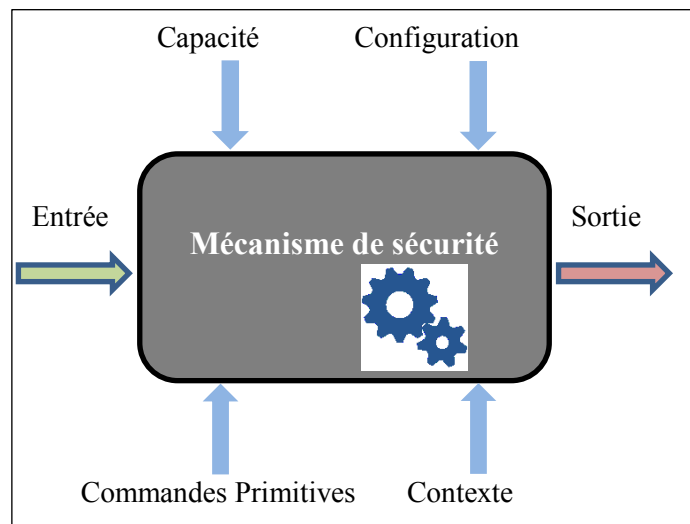 Capacité
Configuration
Entrée
Sortie
Mécanisme de sécurité
Commandes Primitives
Contexte